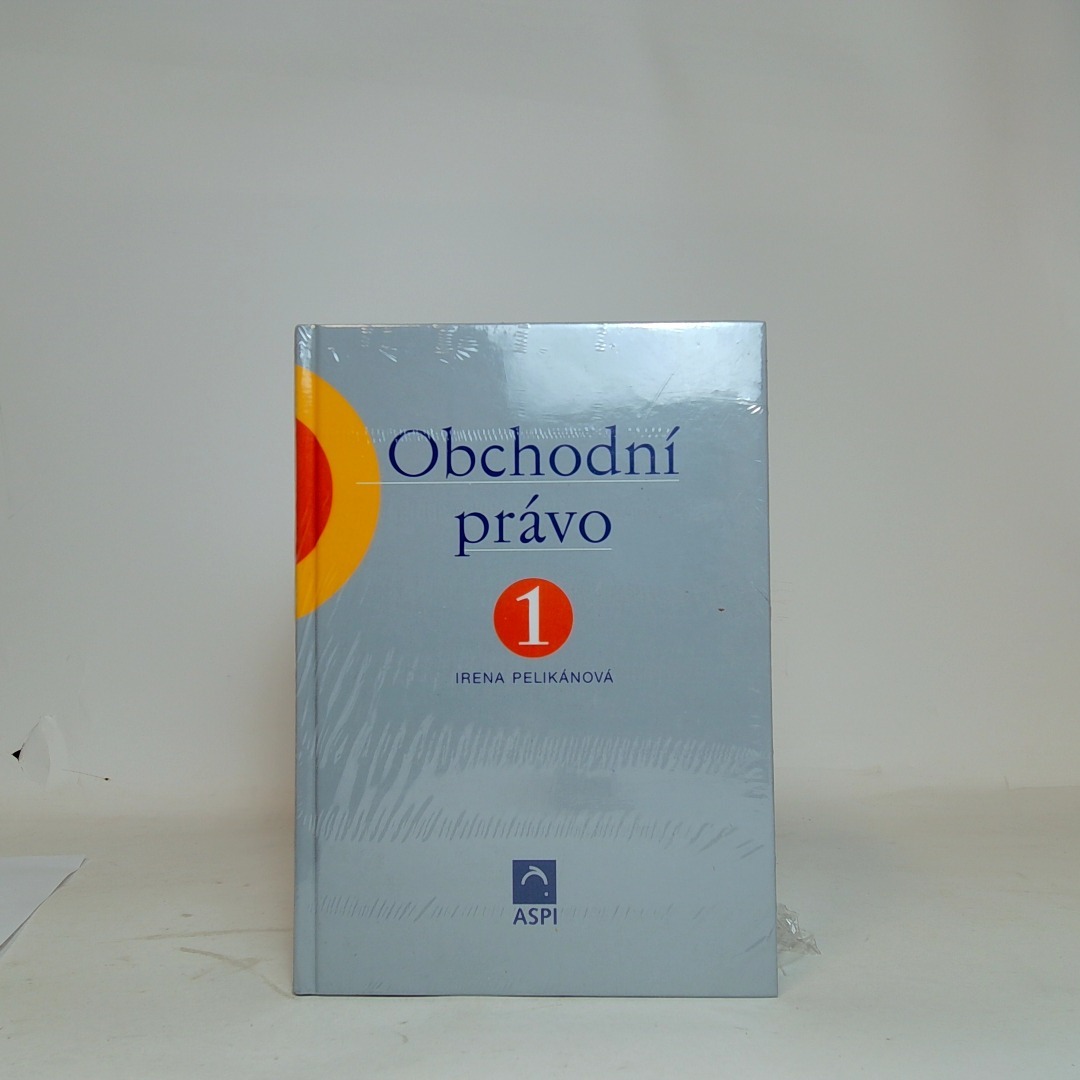 Obchodní
právo
1
IRENA PELIKÁNOVÁ
ASPI